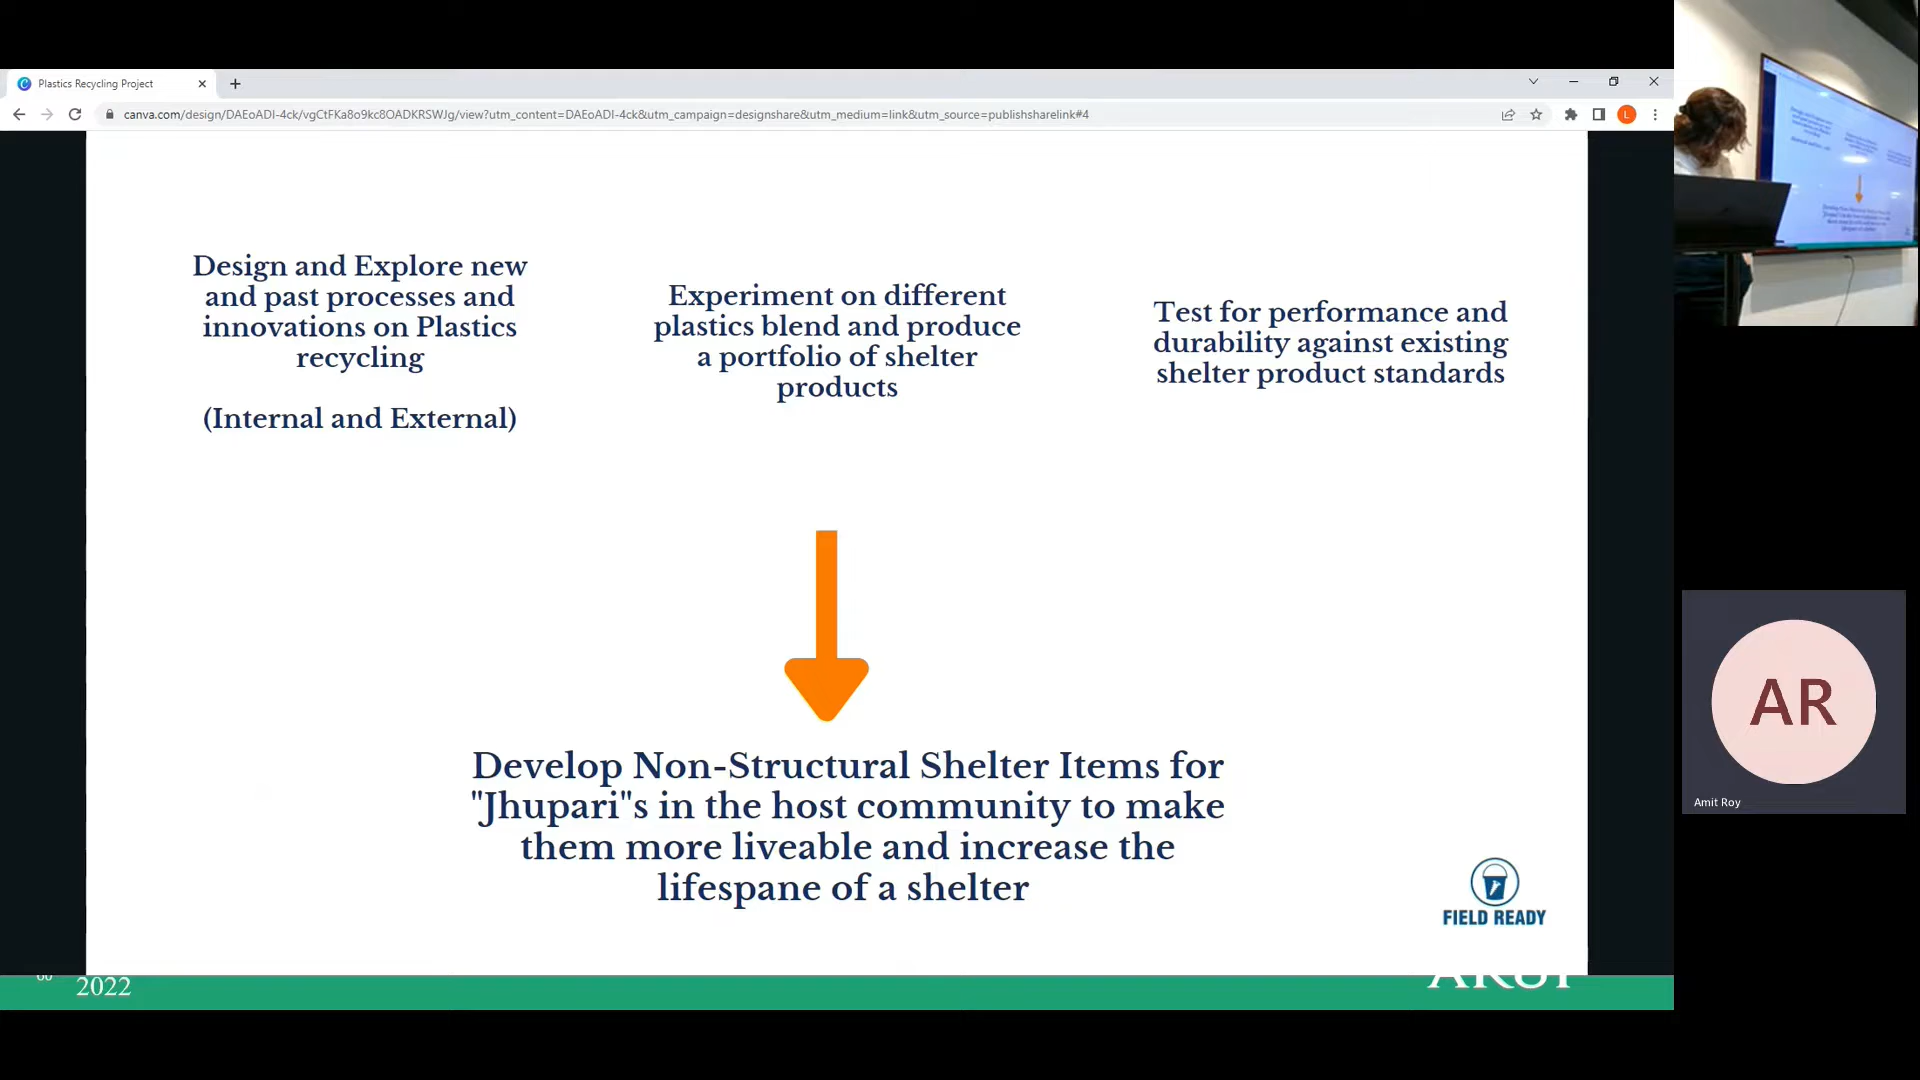 Plastics Recycling Project
canva.com/design/DAEoADI-4ck/vgCtFKa8o9kc8OADKRSWJg/view?utm_content=DAEoADI-4ck&utm_campaign=designshare&utm_medium=link&utm_source=publishsharelink#4
L
Design and Explore new
and past processes and
innovations on Plastics
recycling
(Internal and External)
Experiment on different
plastics blend and produce
a portfolio of shelter
products
Test for performance and
durability against existing
shelter product standards
Develop Non-Structural Shelter Items for
"Jhupari"s in the host community to make
them more liveable and increase the
lifespane of a shelter
FIELD READY
2022
AR
Amit Roy